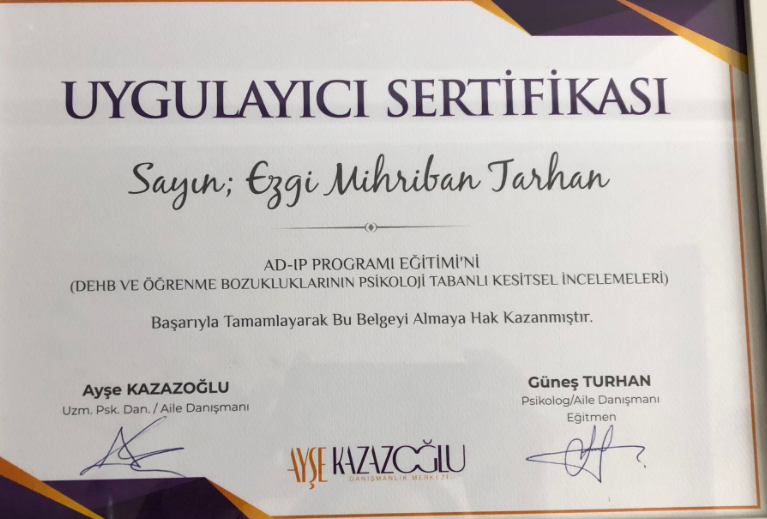 UYGULAYICI SERTİFİKASI
Sayın; Ezgi Mihriban Tarhan
AD-IP PROGRAMI EĞİTİMİ'Nİ
(DEHB VE ÖĞRENME BOZUKLUKLARININ PSİKOLOJİ TABANLI KESİTSEL İNCELEMELERİ)
Başarıyla Tamamlayarak Bu Belgeyi Almaya Hak Kazanmıştır.
Ayşe KAZAZOĞLU
Uzm. Psk. Dan. / Aile Danışmanı
Güneş TURHAN
Psikolog/Aile Danışmanı
Eğitmen
AYŞE KAZAZOĞLU
DANIŞMANLIK MERKEZİ